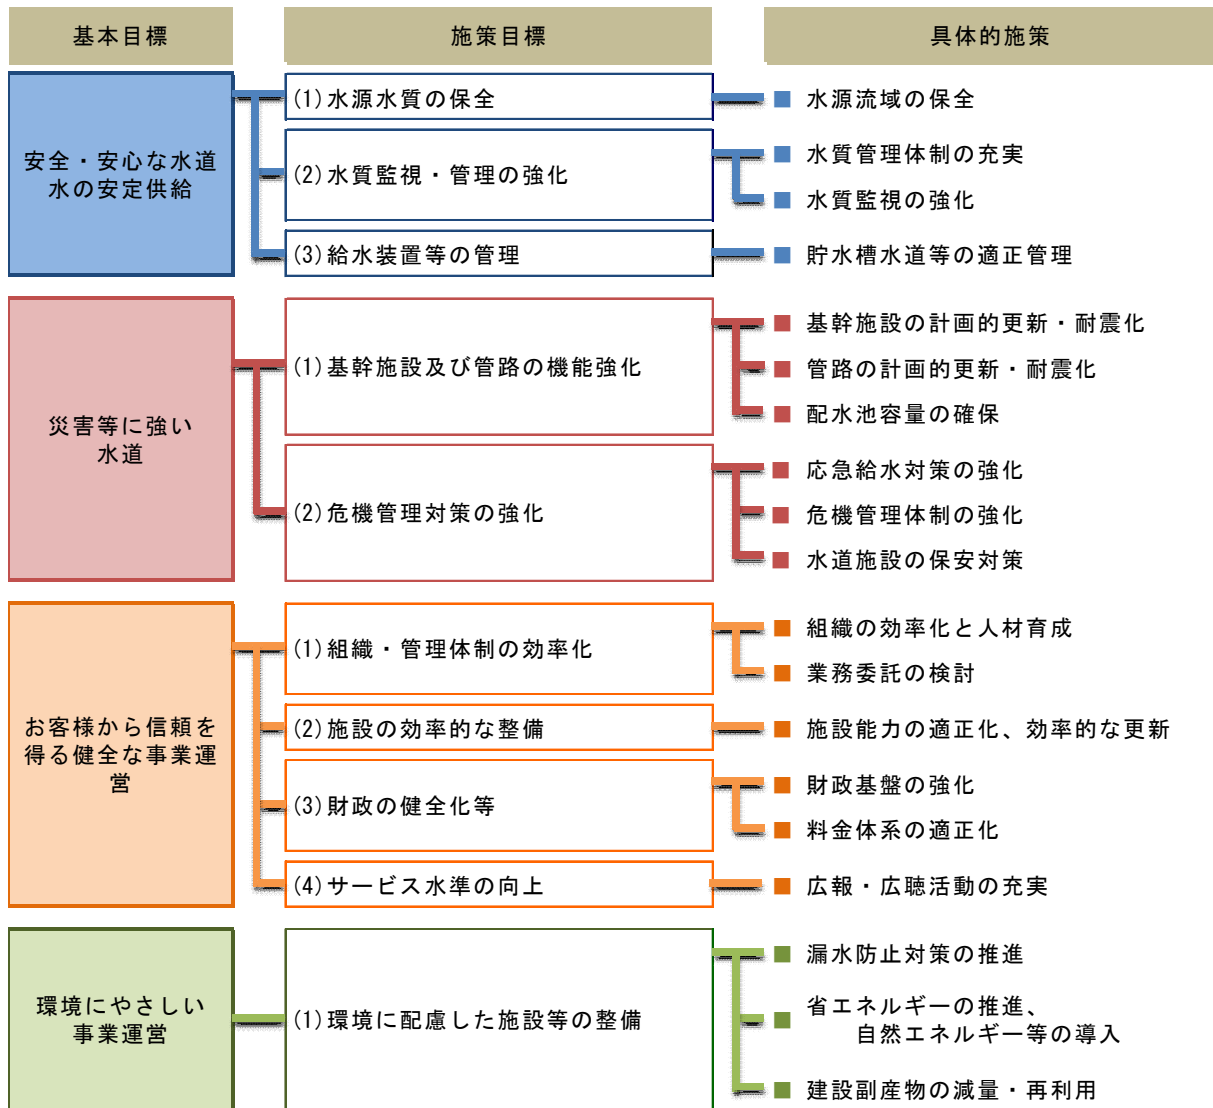 基本目標
施策目標
具体的施策
安全・安心な水道
水の安定供給
(1)水源水質の保全
■ 水源流域の保全
(2)水質監視・管理の強化
■ 水質管理体制の充実
■ 水質監視の強化
(3)給水装置等の管理
■ 貯水槽水道等の適正管理
災害等に強い
水道
(1)基幹施設及び管路の機能強化
■ 基幹施設の計画的更新・耐震化
■ 管路の計画的更新・耐震化
■ 配水池容量の確保
(2)危機管理対策の強化
■ 応急給水対策の強化
■ 危機管理体制の強化
■ 水道施設の保安対策
お客様から信頼を
得る健全な事業運
営
(1)組織・管理体制の効率化
■ 組織の効率化と人材育成
■ 業務委託の検討
(2)施設の効率的な整備
■ 施設能力の適正化、効率的な更新
(3)財政の健全化等
■ 財政基盤の強化
■ 料金体系の適正化
(4)サービス水準の向上
■ 広報・広聴活動の充実
環境にやさしい
事業運営
(1)環境に配慮した施設等の整備
■ 漏水防止対策の推進
■ 省エネルギーの推進、
自然エネルギー等の導入
■ 建設副産物の減量・再利用